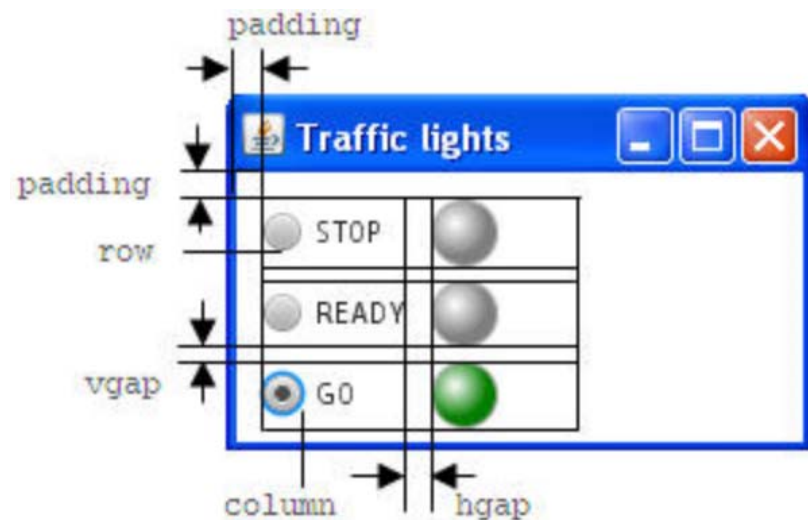 padding
Traffic lights
padding
STOP
row
READY
vgap
GO
column
hgap